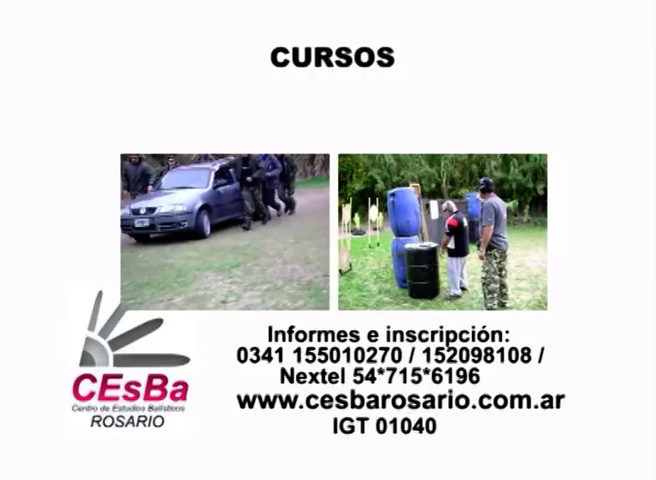 CURSOS
Informes e inscripción:
0341 155010270 / 152098108 /
Nextel 54*715*6196
www.cesbarosario.com.ar
IGT 01040
CEsBa
Centro de Estudios Balísticos
ROSARIO